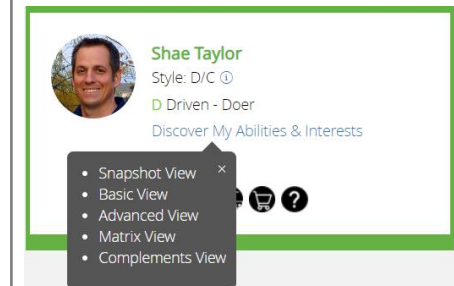 Shae Taylor
Style: D/C ⓘ
D Driven - Doer
Discover My Abilities & Interests
• Snapshot View ×
• Basic View
• Advanced View
• Matrix View
• Complements View
?